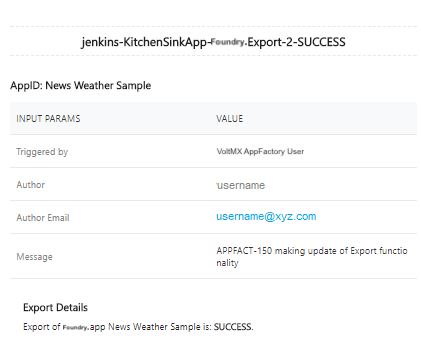 jenkins-KitchenSinkApp-Foundry.Export-2-SUCCESS
AppID: News Weather Sample
INPUT PARAMS VALUE
Triggered by VoltMX AppFactory User
Author username
Author Email username@xyz.com
Message APPFACT-150 making update of Export functio
nality
Export Details
Export of Foundry.app News Weather Sample is: SUCCESS.